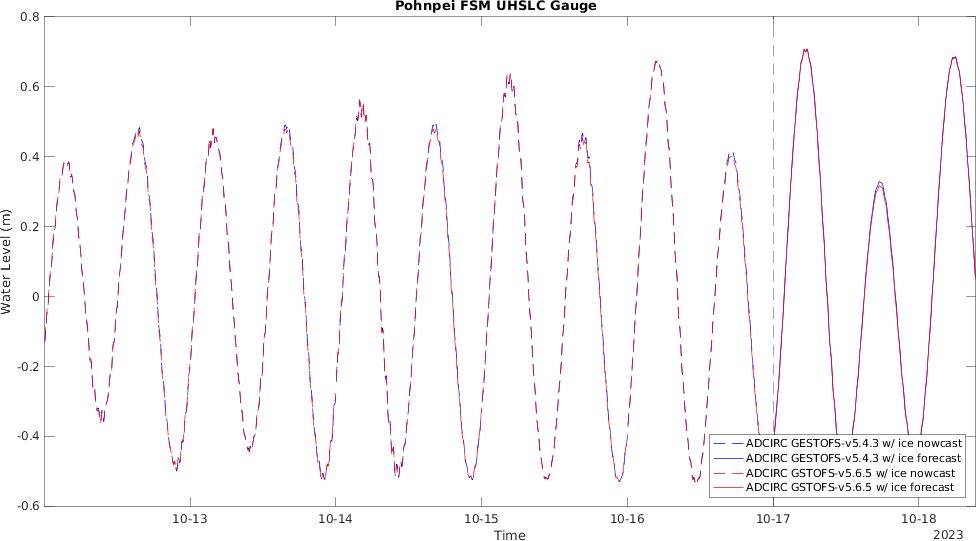 Pohnpei FSM UHSLC Gauge
0.8
0.6
0.4
0.2
0
-0.2
-0.4
-0.6
Water Level (m)
10-13
10-14
10-15
10-16
10-17
10-18
Time
2023
ADCIRC GESTOFS-v5.4.3 w/ ice nowcast
ADCIRC GESTOFS-v5.4.3 w/ ice forecast
ADCIRC GSTOFS-v5.6.5 w/ ice nowcast
ADCIRC GSTOFS-v5.6.5 w/ ice forecast